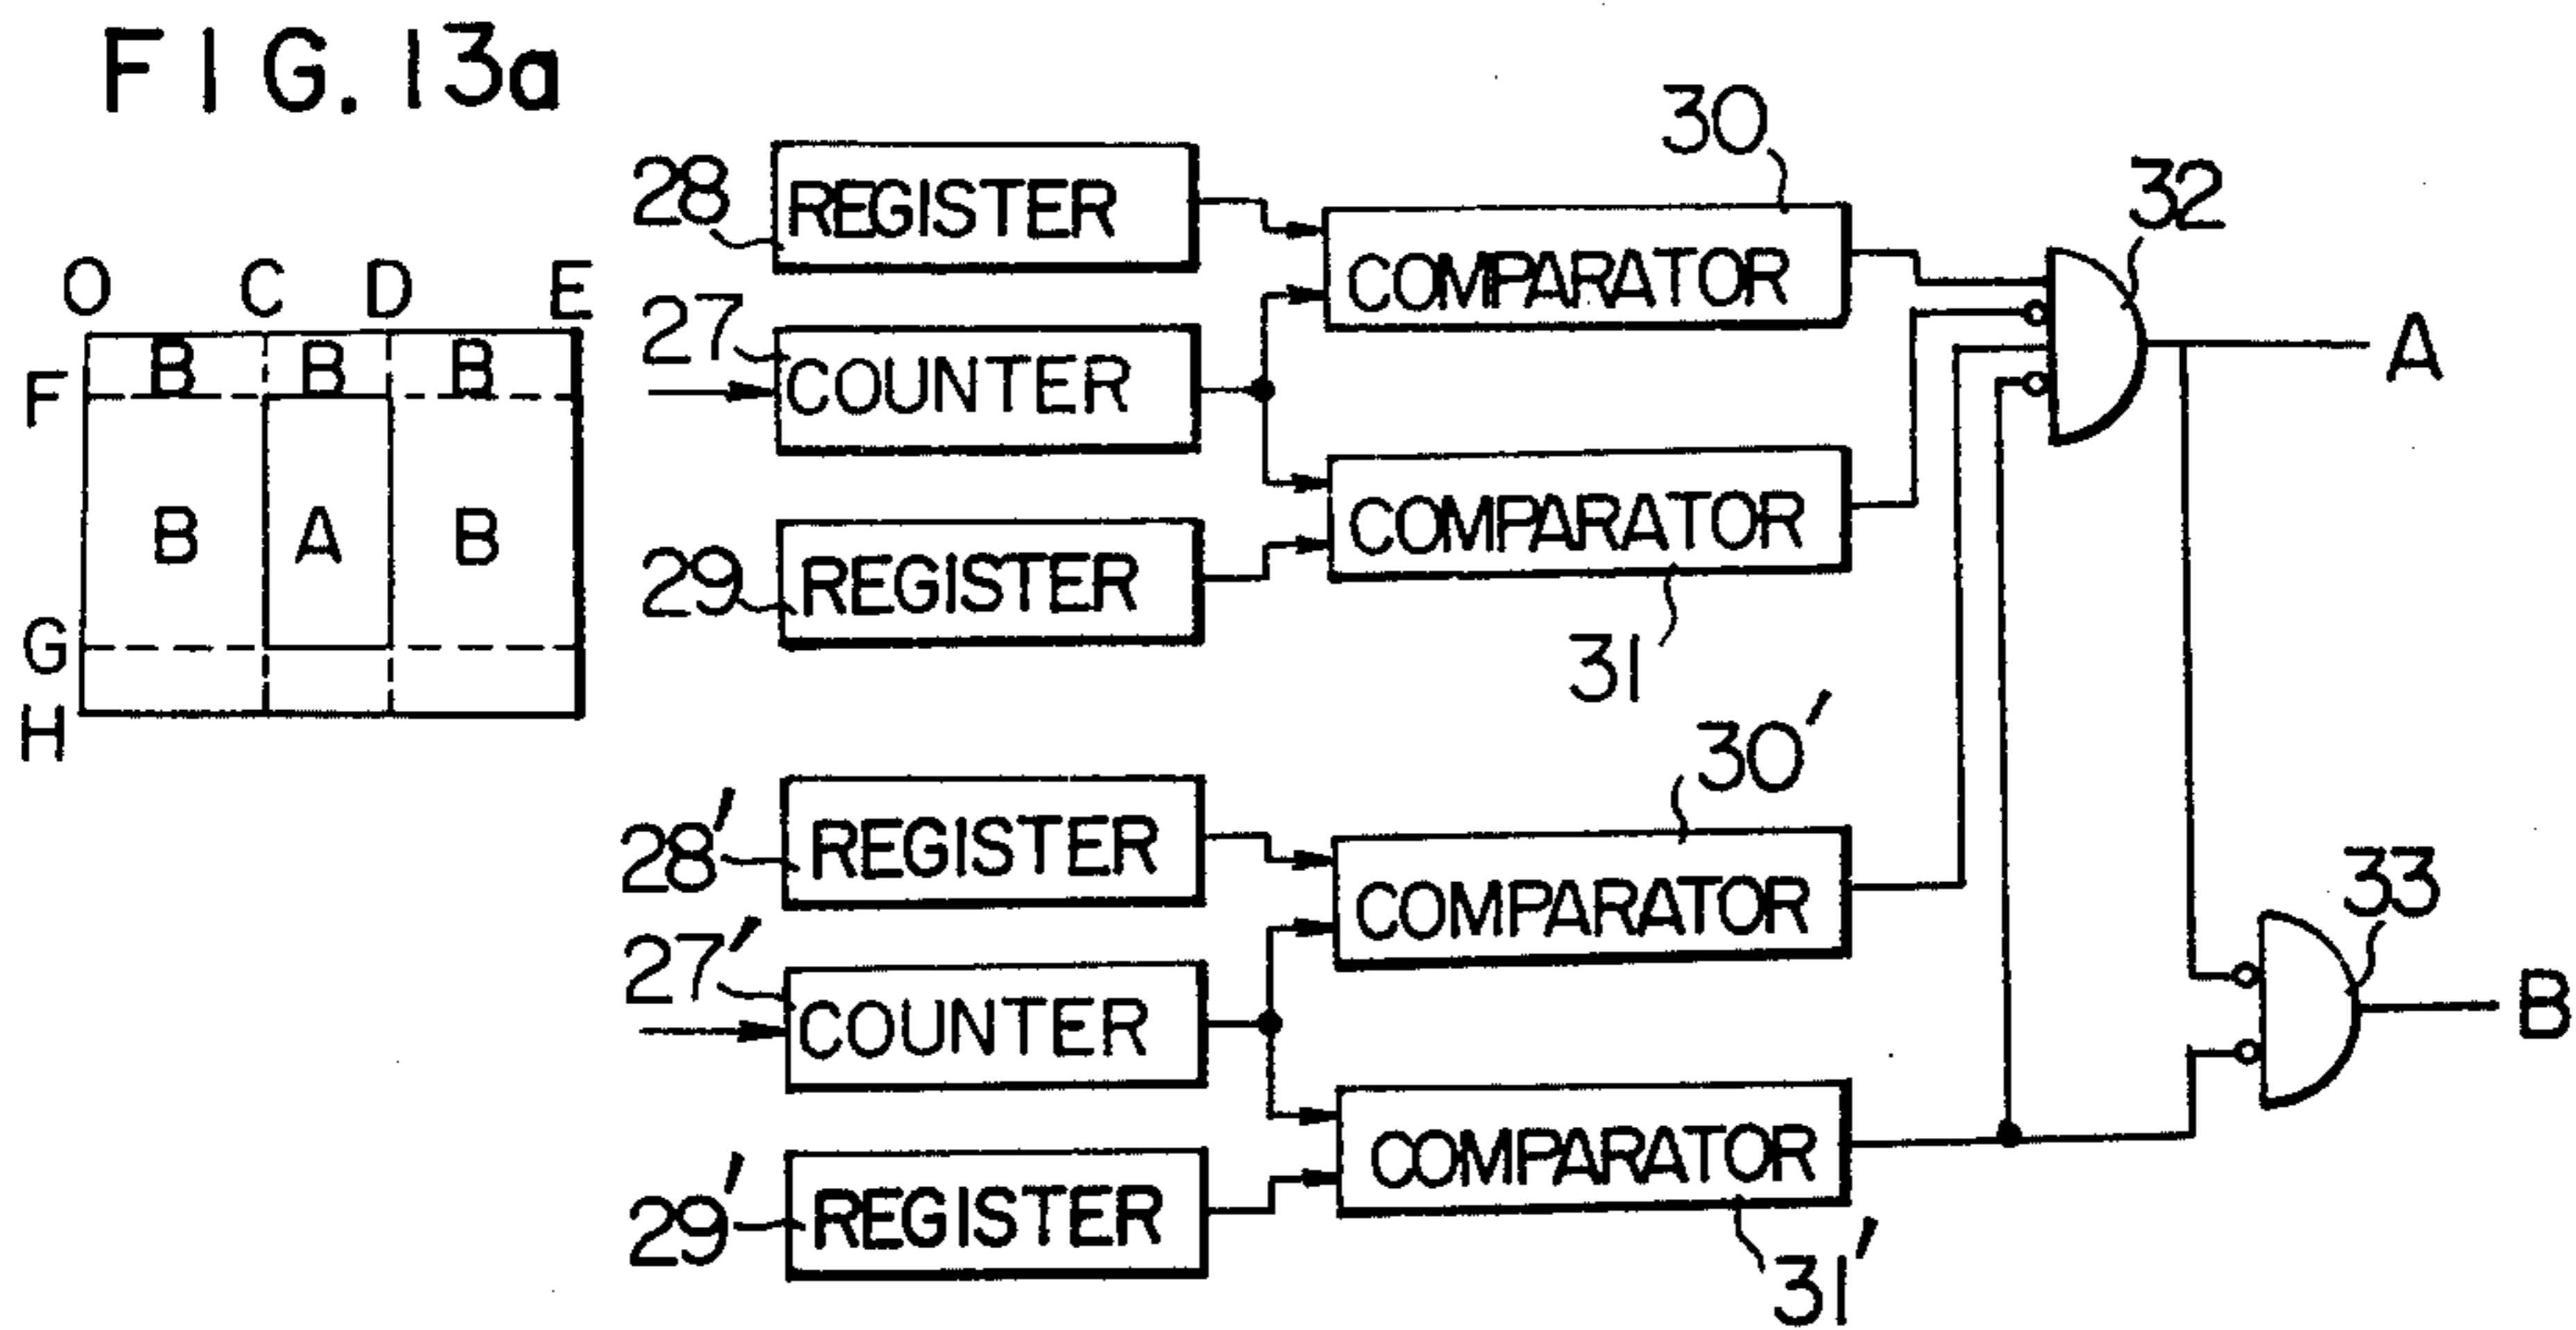 FIG. 13a
O C D E
F
G
H
B B B
B A B
28
REGISTER
27
COUNTER
29
REGISTER
30
COMPARATOR
COMPARATOR
31
32
A
28'
REGISTER
27'
COUNTER
29'
REGISTER
30'
COMPARATOR
COMPARATOR
31'
33
B